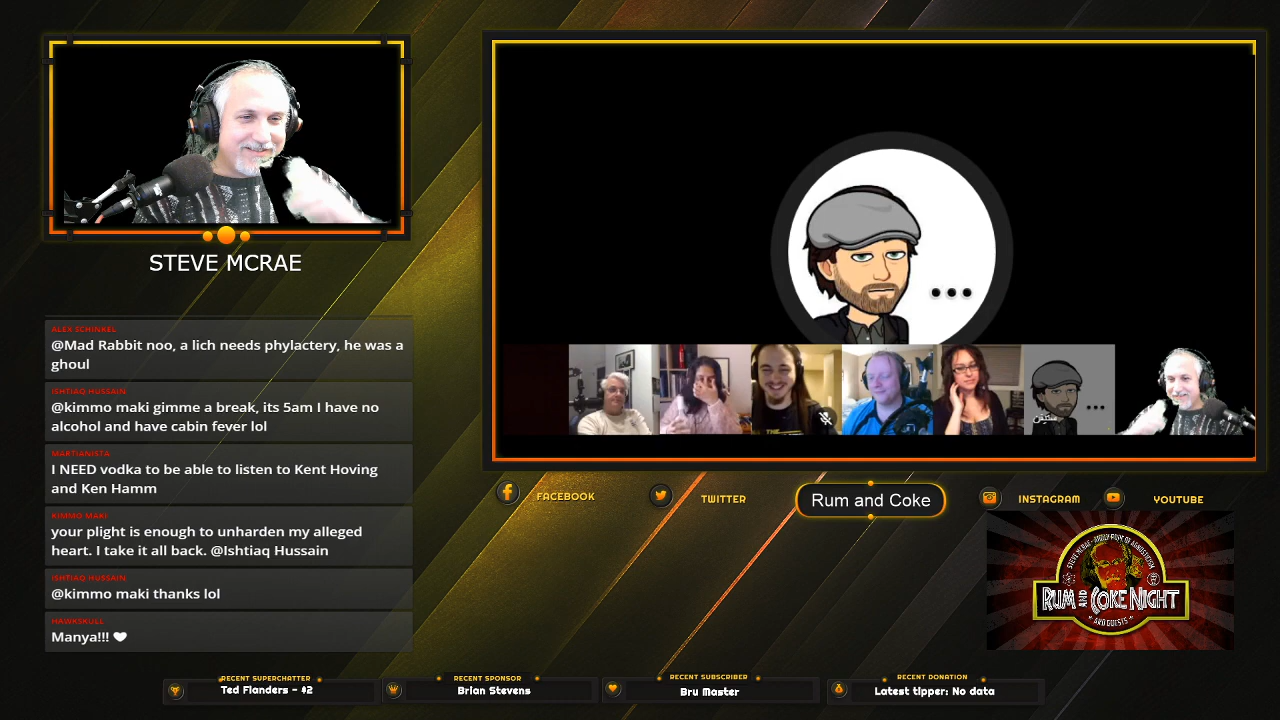 STEVE MCRAE
ALEX SCHINKEL
@Mad Rabbit noo, a lich needs phylactery, he was a
ghoul
ISHTIAQ HUSSAIN
@kimmo maki gimme a break, its 5am I have no
alcohol and have cabin fever lol
MARTIANISTA
I NEED vodka to be able to listen to Kent Hoving
and Ken Hamm
KIMMO MAKI
your plight is enough to unharden my alleged
heart. I take it all back. @Ishtiaq Hussain
ISHTIAQ HUSSAIN
@kimmo maki thanks lol
HAWKSKULL
Manya!!!
FACEBOOK
TWITTER
Rum and Coke
INSTAGRAM
YOUTUBE
RUM AND COKE NIGHT
AND GUESTS
RECENT SUPERCHATTER
Ted Flanders - $2
RECENT SPONSOR
Brian Stevens
RECENT SUBSCRIBER
Bru Master
RECENT DONATION
Latest tipper: No data